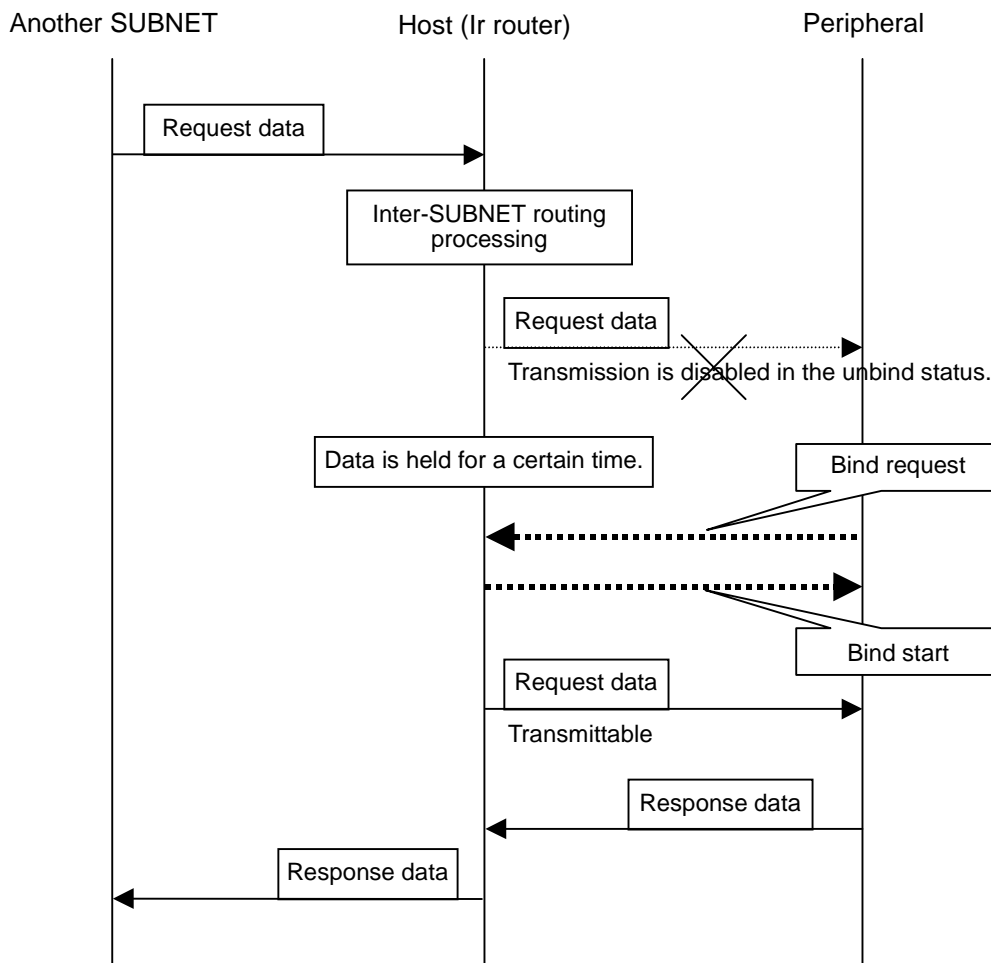 Another SUBNET
Host (Ir router)
Peripheral
Request data
Inter-SUBNET routing
processing
Request data
Transmission is disabled in the unbind status.
Data is held for a certain time.
Bind request
Bind start
Request data
Transmittable
Response data
Response data